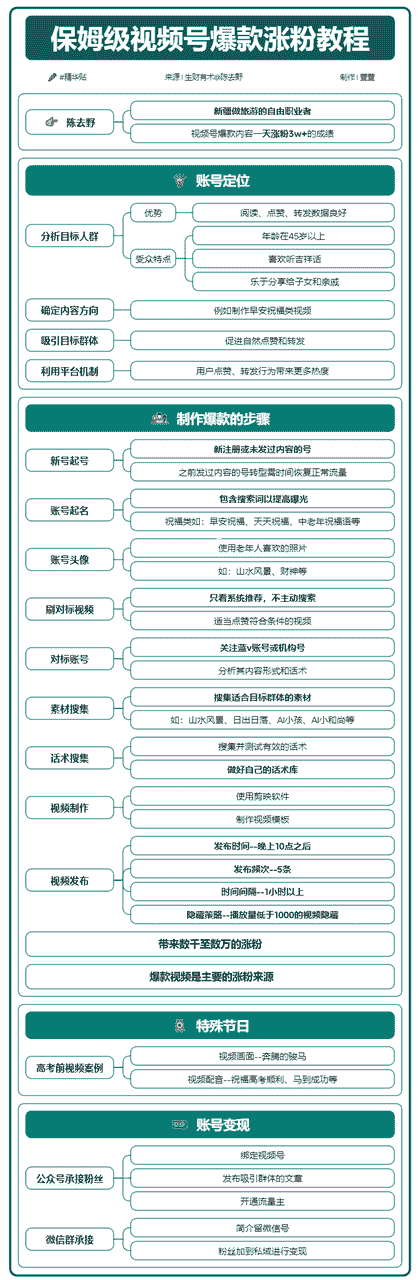 保姆级视频号爆款涨粉教程
#精华贴
来源|生财有术@陈去野
制作|萱萱
陈去野
新疆做旅游的自由职业者
视频号爆款内容一天涨粉3w+的成绩
账号定位
分析目标人群
优势
阅读、点赞、转发数据良好
受众特点
年龄在45岁以上
喜欢听吉祥话
乐于分享给子女和亲戚
确定内容方向
例如制作早安祝福类视频
吸引目标群体
促进自然点赞和转发
利用平台机制
用户点赞、转发行为带来更多热度
制作爆款的步骤
新号起号
新注册或未发过内容的号
之前发过内容的号转型需时间恢复正常流量
账号起名
包含搜索词以提高曝光
祝福类如：早安祝福、天天祝福、中老年祝福语等
账号头像
使用老年人喜欢的照片
如：山水风景、财神等
刷对标视频
只看系统推荐，不主动搜索
适当点赞符合条件的视频
对标账号
关注蓝v账号或机构号
分析其内容形式和话术
素材搜集
搜集适合目标群体的素材
如：山水风景、日出日落、AI小孩、AI小和尚等
话术搜集
搜集并测试有效的话术
做好自己的话术库
视频制作
使用剪映软件
制作视频模板
视频发布
发布时间--晚上10点之后
发布频次--5条
时间间隔--1小时以上
隐藏策略--播放量低于1000的视频隐藏
带来数千至数万的涨粉
爆款视频是主要的涨粉来源
特殊节日
高考前视频案例
视频画面--奔腾的骏马
视频配音--祝福高考顺利、马到成功等
账号变现
公众号承接粉丝
绑定视频号
发布吸引群体的文章
开通流量主
微信群承接
简介留微信号
粉丝加到私域进行变现